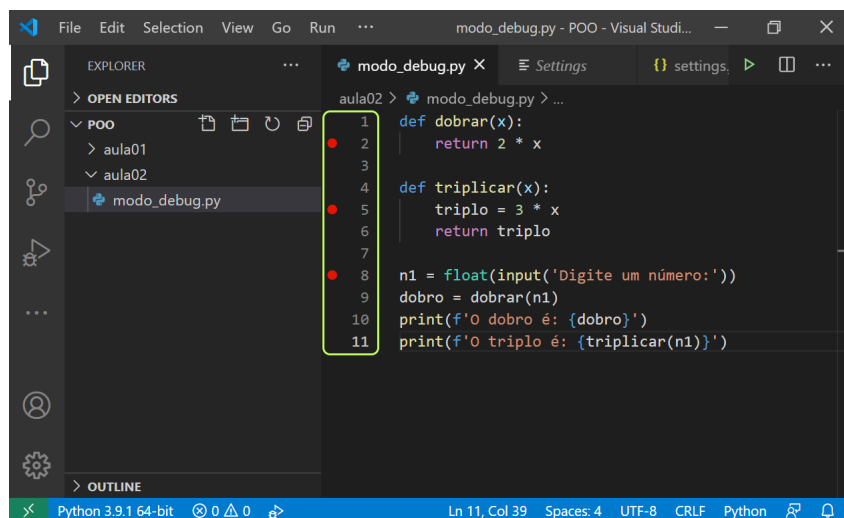 File Edit Selection View Go Run ··· modo_debug.py - POO - Visual Studi...
EXPLORER ···
OPEN EDITORS
POO
aula01
aula02
modo_debug.py
OUTLINE
modo_debug.py Settings {} settings.
aula02 > modo_debug.py > ...
1 def dobrar(x):
2 return 2 * x
3
4 def triplicar(x):
5 triplo = 3 * x
6 return triplo
7
8 n1 = float(input('Digite um número:'))
9 dobro = dobrar(n1)
10 print(f'O dobro é: {dobro}')
11 print(f'O triplo é: {triplicar(n1)}')
Python 3.9.1 64-bit 0 0 Ln 11, Col 39 Spaces: 4 UTF-8 CRLF Python